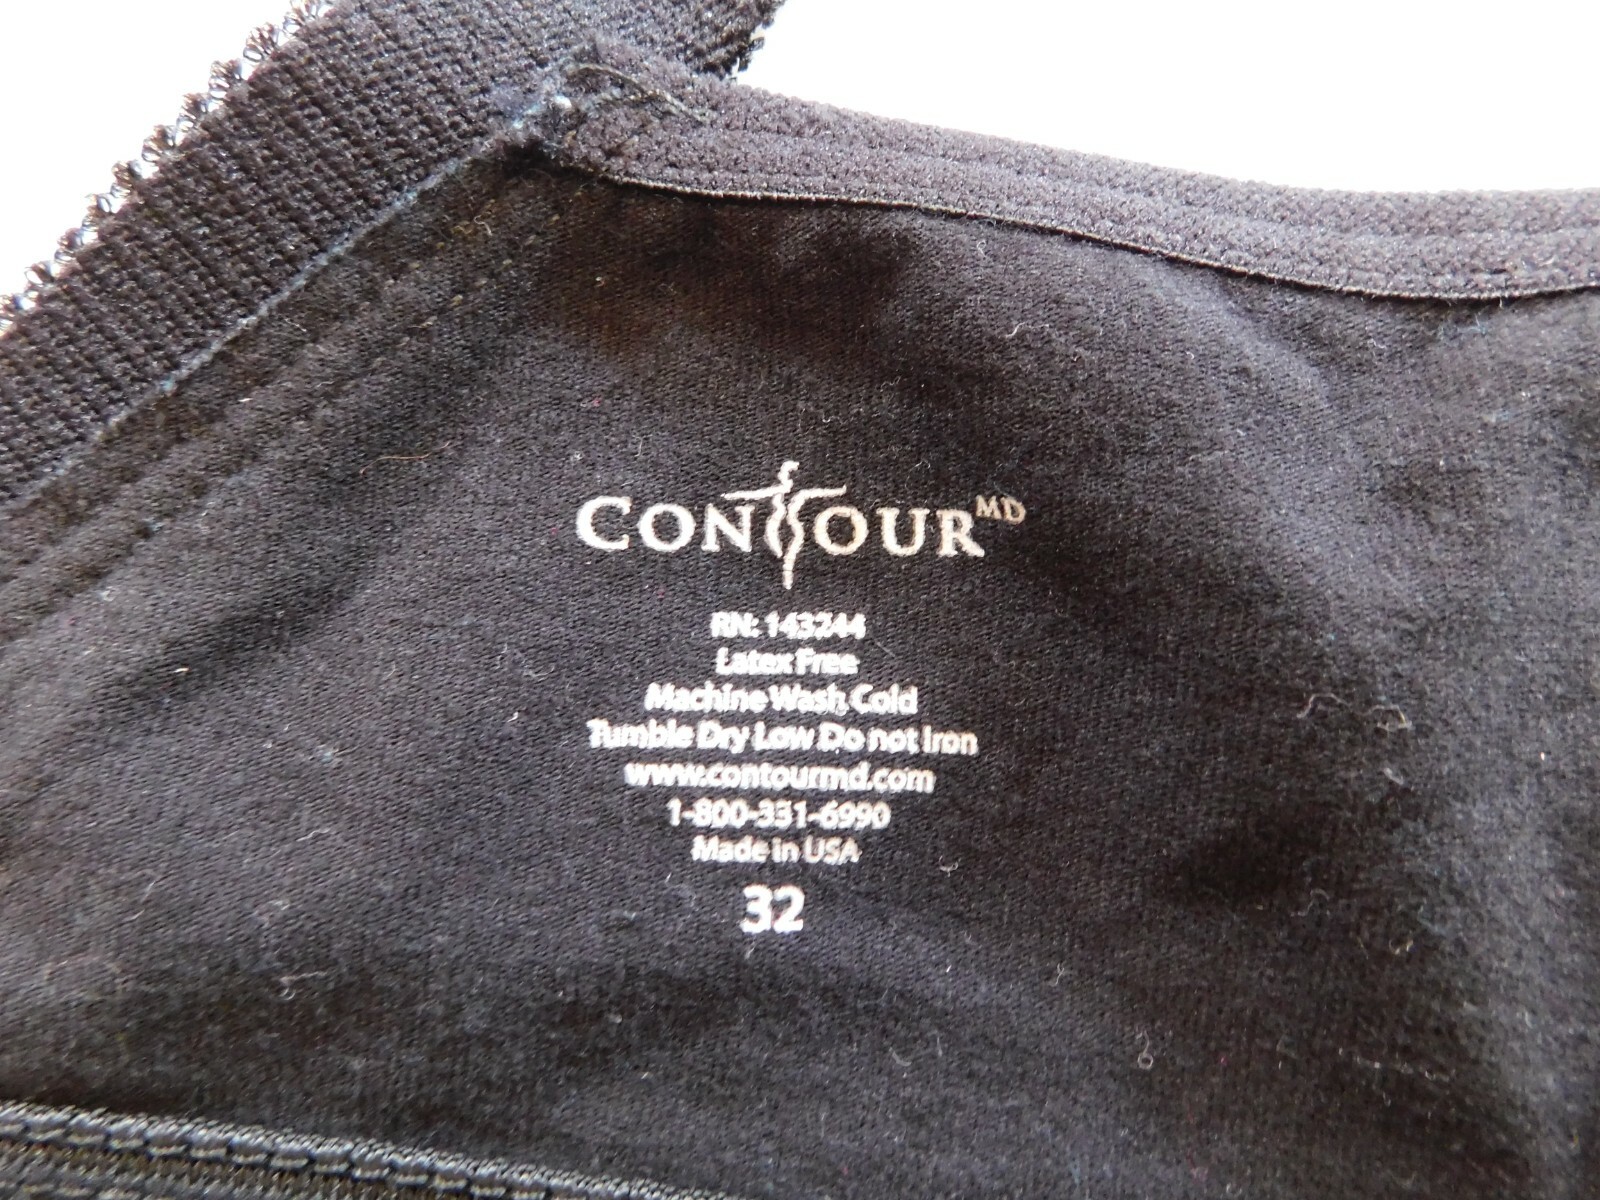 CONTOUR MD
RN: 143244
Latex Free
Machine Wash Cold
Tumble Dry Low Do not Iron
www.contourmd.com
1-800-331-6990
Made in USA
32